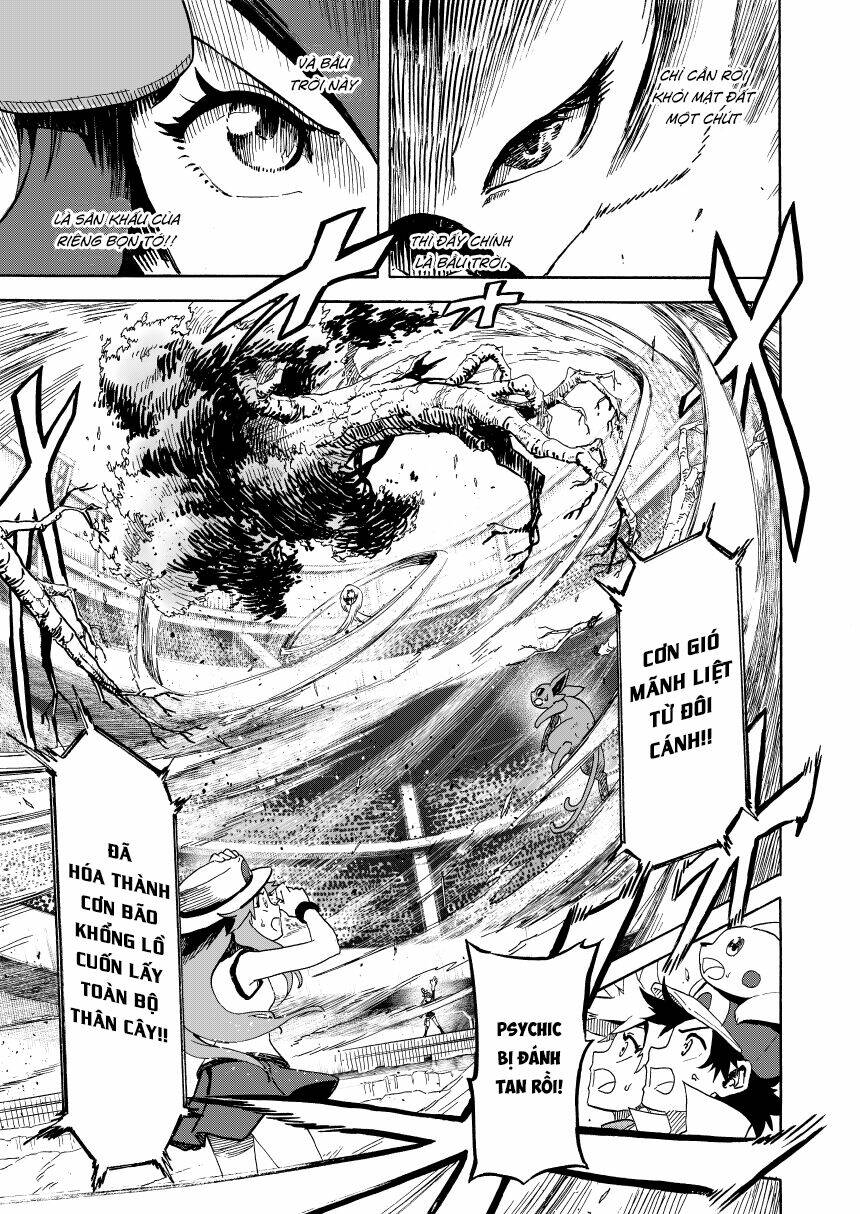 CHỈ CẦN RỜI
KHỎI MẶT ĐẤT
MỘT CHÚT
THÌ ĐẤY CHÍNH
LÀ BẦU TRỜI.
VÀ BẦU
TRỜI NÀY
LÀ SÂN KHẤU CỦA
RIÊNG BỌN TỚ!!
CƠN GIÓ
MÃNH LIỆT
TỪ ĐÔI
CÁNH!!
ĐÃ
HÓA THÀNH
CƠN BÃO
KHỔNG LỒ
CUỐN LẤY
TOÀN BỘ
THÂN CÂY!!
PSYCHIC
BỊ ĐÁNH
TAN RỒI!